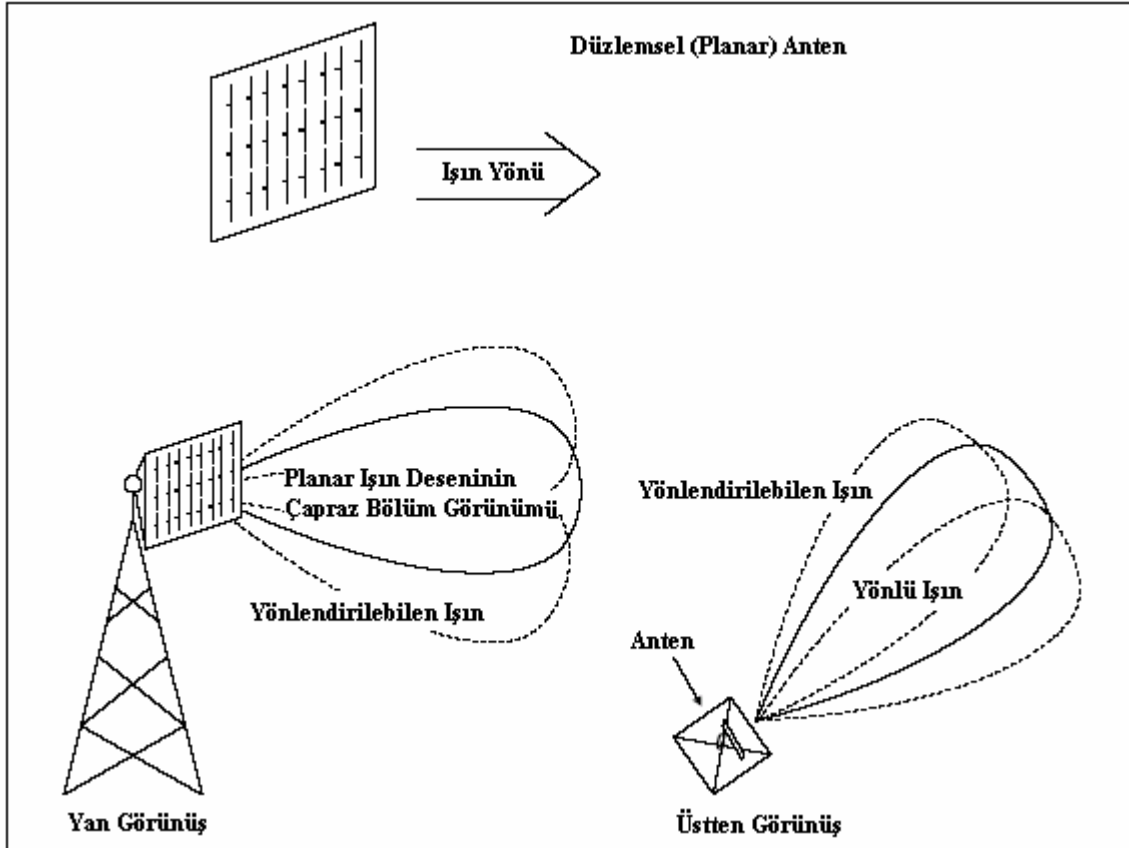 Düzlemsel (Planar) Anten
Işın Yönü
Planar Işın Deseninin
Çapraz Bölüm Görünümü
Yönlendirilebilen Işın
Yönlendirilebilen Işın
Yönlü Işın
Anten
Yan Görünüş
Üstten Görünüş